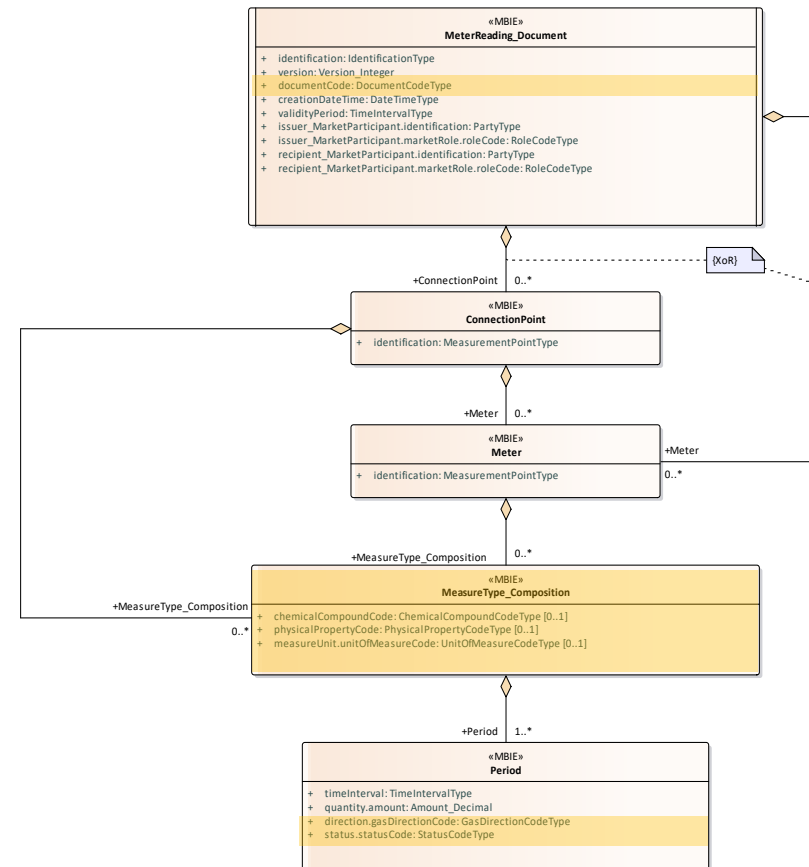 «MBIE»
MeterReading_Document
+ identification: IdentificationType
+ version: Version_Integer
+ documentCode: DocumentCodeType
+ creationDateTime: DateTimeType
+ validityPeriod: TimeIntervalType
+ issuer_MarketParticipant.identification: PartyType
+ issuer_MarketParticipant.marketRole.roleCode: RoleCodeType
+ recipient_MarketParticipant.identification: PartyType
+ recipient_MarketParticipant.marketRole.roleCode: RoleCodeType
{XoR}
+ConnectionPoint 0..*
«MBIE»
ConnectionPoint
+ identification: MeasurementPointType
+Meter 0..*
«MBIE»
Meter
+ identification: MeasurementPointType
+Meter
0..*
+MeasureType_Composition 0..*
«MBIE»
MeasureType_Composition
+ chemicalCompoundCode: ChemicalCompoundCodeType [0..1]
+ physicalPropertyCode: PhysicalPropertyCodeType [0..1]
+ measureUnit.unitOfMeasureCode: UnitOfMeasureCodeType [0..1]
+MeasureType_Composition
0..*
+Period 1..*
«MBIE»
Period
+ timeInterval: TimeIntervalType
+ quantity.amount: Amount_Decimal
+ direction.gasDirectionCode: GasDirectionCodeType
+ status.statusCode: StatusCodeType